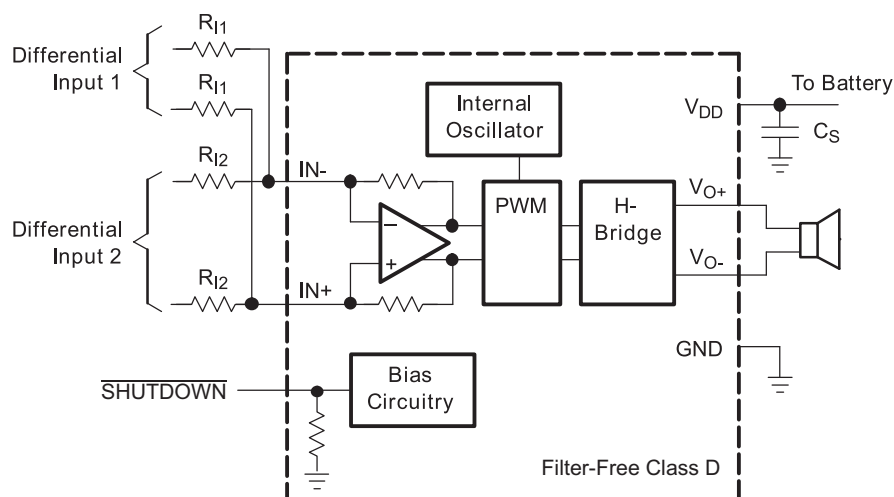 R_I1
Differential
Input 1
R_I1
Internal
Oscillator
To Battery
V_DD
C_S
R_I2
IN-
PWM
H-
Bridge
V_O+
Differential
Input 2
−
+
V_O-
R_I2
IN+
GND
SHUTDOWN
Bias
Circuitry
Filter-Free Class D